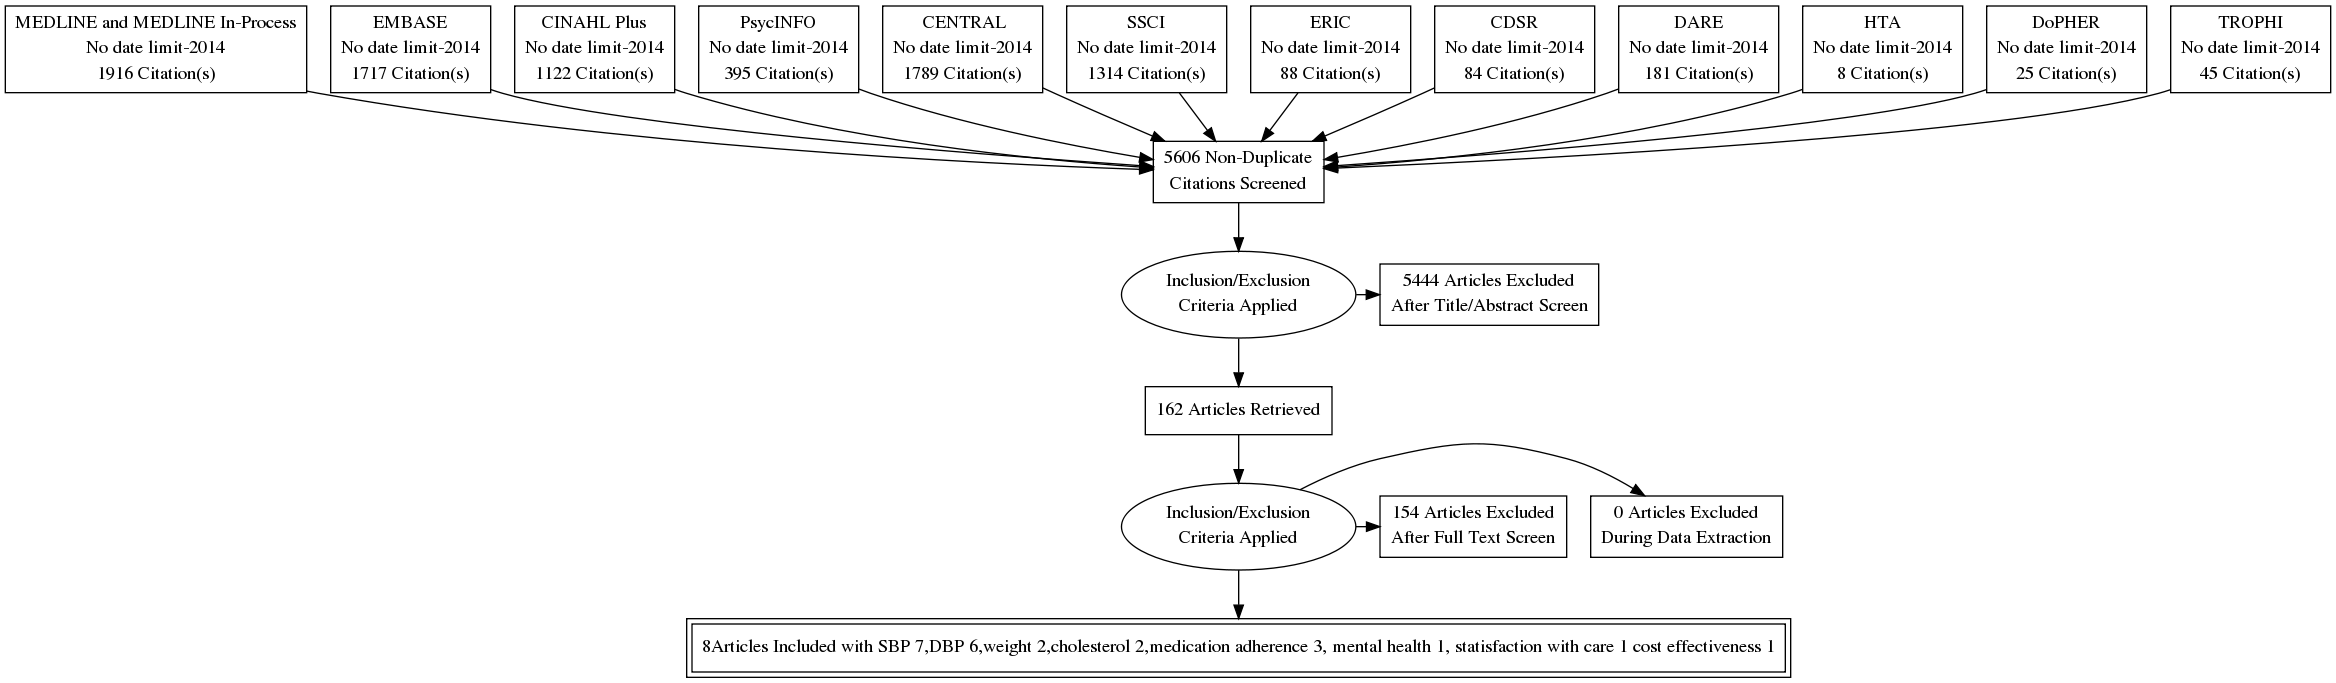 MEDLINE and MEDLINE In-Process
No date limit-2014
1916 Citation(s)
EMBASE
No date limit-2014
1717 Citation(s)
CINAHL Plus
No date limit-2014
1122 Citation(s)
PsycINFO
No date limit-2014
395 Citation(s)
CENTRAL
No date limit-2014
1789 Citation(s)
SSCI
No date limit-2014
1314 Citation(s)
ERIC
No date limit-2014
88 Citation(s)
CDSR
No date limit-2014
84 Citation(s)
DARE
No date limit-2014
181 Citation(s)
HTA
No date limit-2014
8 Citation(s)
DoPHER
No date limit-2014
25 Citation(s)
TROPHI
No date limit-2014
45 Citation(s)
5606 Non-Duplicate
Citations Screened
Inclusion/Exclusion
Criteria Applied
5444 Articles Excluded
After Title/Abstract Screen
162 Articles Retrieved
Inclusion/Exclusion
Criteria Applied
154 Articles Excluded
After Full Text Screen
0 Articles Excluded
During Data Extraction
8Articles Included with SBP 7,DBP 6,weight 2,cholesterol 2,medication adherence 3, mental health 1, statisfaction with care 1 cost effectiveness 1